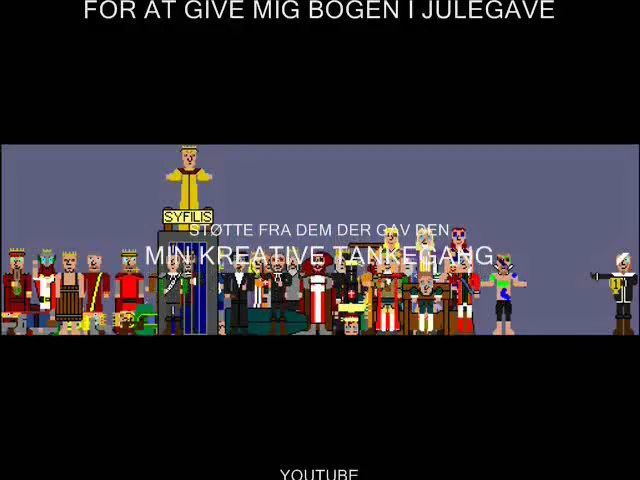 FOR AT GIVE MIG BOGEN I JULEGAVE
SYFILIS
STØTTE FRA DEM DER GAV DEN
MIN KREATIVE TANKEGANG
YOUTUBE